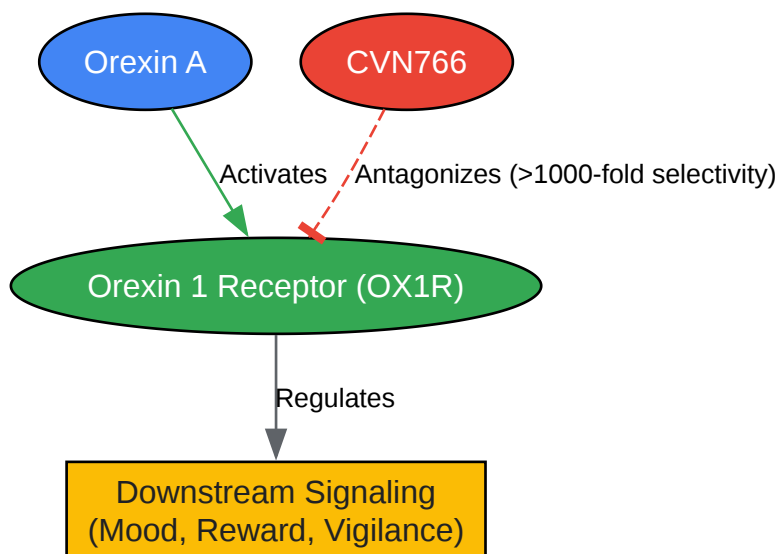 Orexin A
CVN766
Activates
Antagonizes (>1000-fold selectivity)
Orexin 1 Receptor (OX1R)
Regulates
Downstream Signaling
(Mood, Reward, Vigilance)